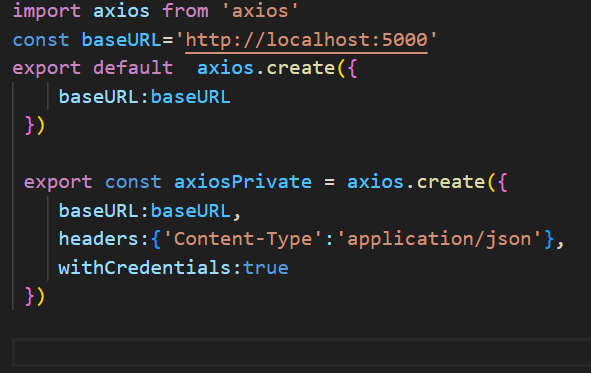 import axios from 'axios'
const baseURL='http://localhost:5000'
export default  axios.create({
    baseURL:baseURL
 })

 export const axiosPrivate = axios.create({
    baseURL:baseURL,
    headers:{'Content-Type':'application/json'},
    withCredentials:true
 })